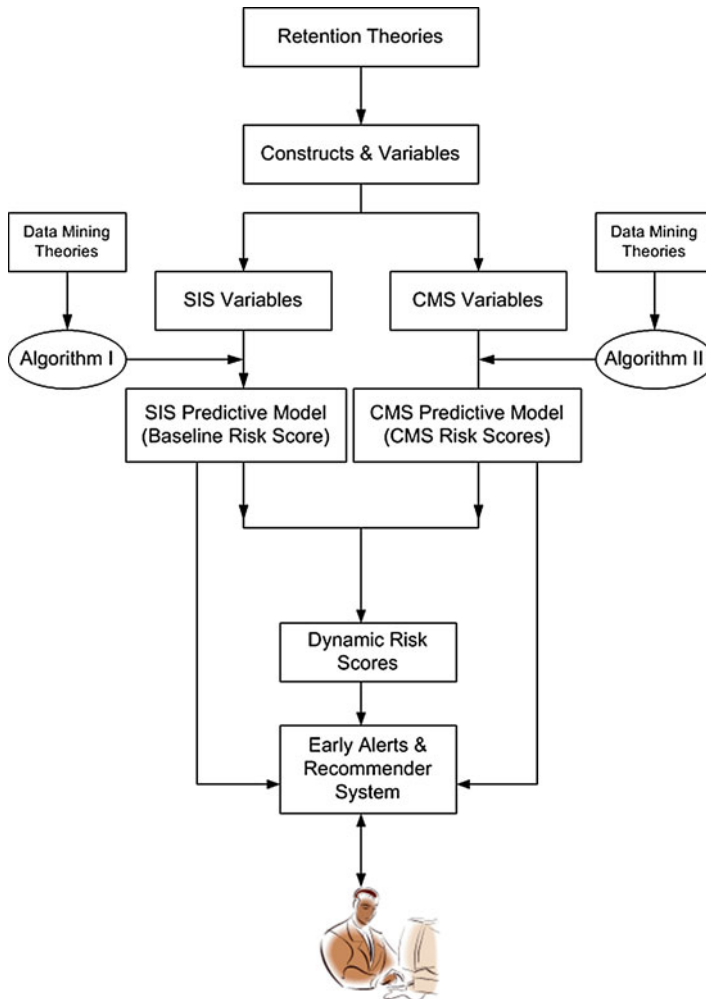 Retention Theories
Constructs & Variables
Data Mining
Theories
Data Mining
Theories
SIS Variables
CMS Variables
Algorithm I
Algorithm II
SIS Predictive Model
(Baseline Risk Score)
CMS Predictive Model
(CMS Risk Scores)
Dynamic Risk
Scores
Early Alerts &
Recommender
System